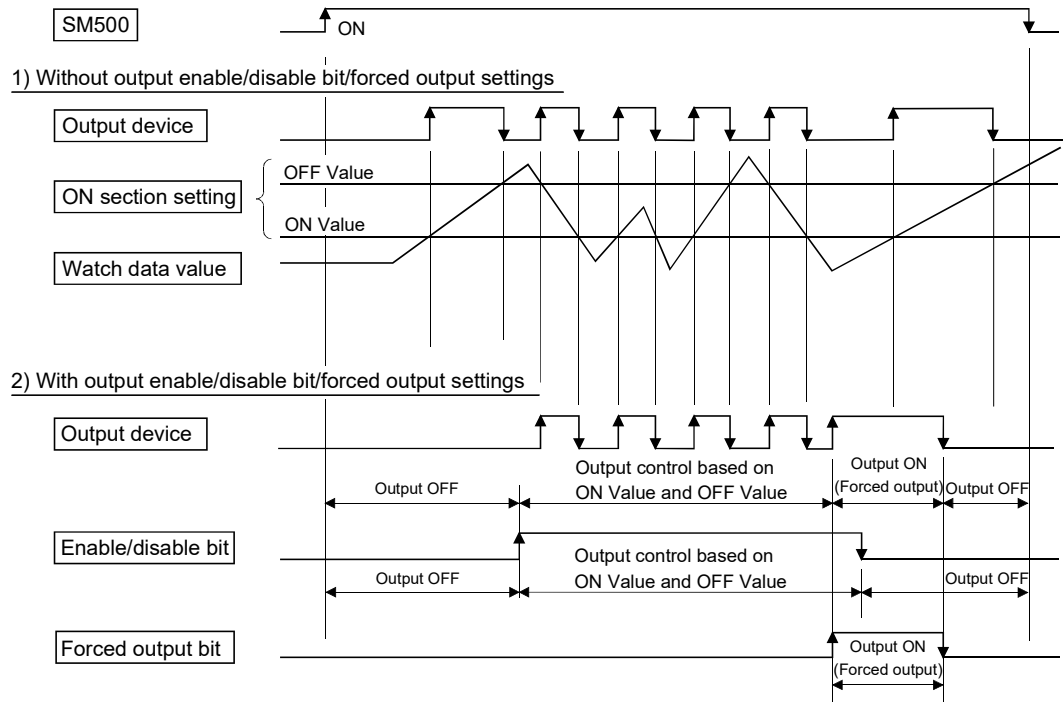 SM500
ON
1) Without output enable/disable bit/forced output settings
Output device
OFF Value
ON section setting
ON Value
Watch data value
2) With output enable/disable bit/forced output settings
Output device
Output OFF
Output control based on
ON Value and OFF Value
Output ON
(Forced output)
Output OFF
Enable/disable bit
Output OFF
Output control based on
ON Value and OFF Value
Output OFF
Forced output bit
Output ON
(Forced output)